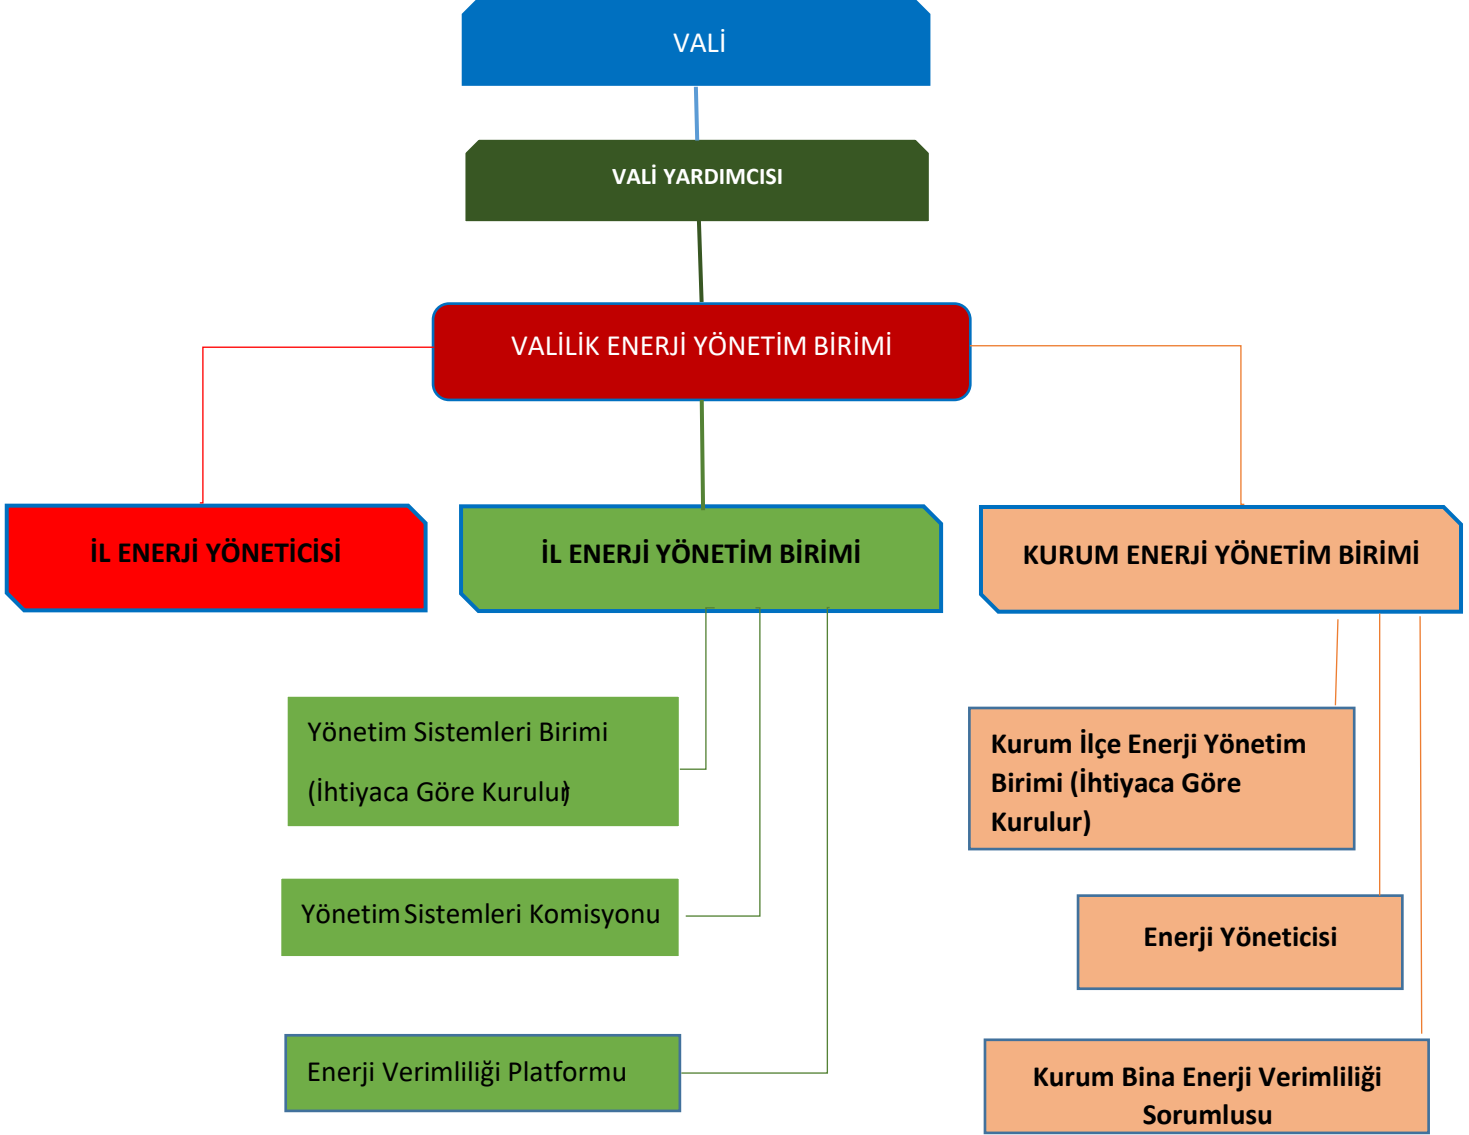 VALİ
VALİ YARDIMCISI
VALİLİK ENERJİ YÖNETİM BİRİMİ
İL ENERJİ YÖNETİCİSİ
İL ENERJİ YÖNETİM BİRİMİ
KURUM ENERJİ YÖNETİM BİRİMİ
Yönetim Sistemleri Birimi
(İhtiyaca Göre Kurulur)
Yönetim Sistemleri Komisyonu
Enerji Verimliliği Platformu
Kurum İlçe Enerji Yönetim
Birimi (İhtiyaca Göre
Kurulur)
Enerji Yöneticisi
Kurum Bina Enerji Verimliliği
Sorumlusu